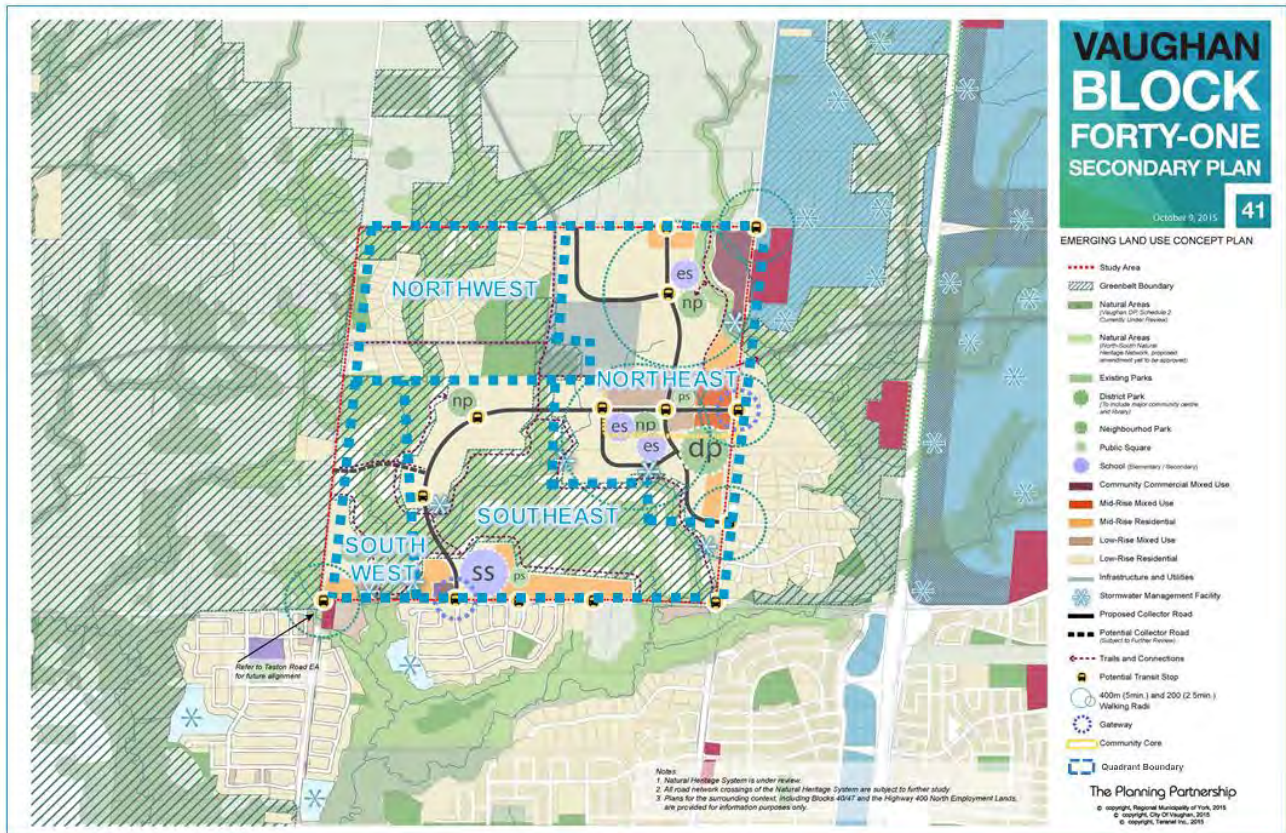 VAUGHAN
BLOCK
FORTY-ONE
SECONDARY PLAN
October 9, 2015
41
EMERGING LAND USE CONCEPT PLAN
Study Area
Greenbelt Boundary
Natural Areas
(Vaughan OP, Schedule 2
Currently Under Review)
Natural Areas
(North-South Natural
Heritage Network, proposed
amendment yet to be approved)
Existing Parks
District Park
(To include major community centre
and library)
Neighbourhod Park
Public Square
School (Elementary / Secondary)
Community Commercial Mixed Use
Mid-Rise Mixed Use
Mid-Rise Residential
Low-Rise Mixed Use
Low-Rise Residential
Infrastructure and Utilities
Stormwater Management Facility
Proposed Collector Road
Potential Collector Road
(Subject to Further Review)
Trails and Connections
Potential Transit Stop
400m (5min.) and 200 (2.5min.)
Walking Radii
Gateway
Community Core
Quadrant Boundary
The Planning Partnership
© copyright, Regional Municipality of York, 2015
© copyright, City Of Vaughan, 2015
© copyright, Teranet Inc., 2015
NORTHWEST
es
np
NORTHEAST
np
ps
es
np
es
dp
SOUTHEAST
SOUTH
WEST
ss
ps
Refer to Teston Road EA
for future alignment
Notes:
1. Natural Heritage System is under review.
2. All road network crossings of the Natural Heritage System are subject to further study.
3. Plans for the surrounding context, including Blocks 40/47 and the Highway 400 North Employment Lands,
are provided for information purposes only.